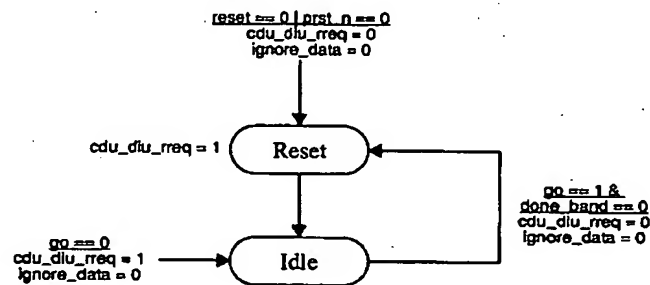 reset == 0 | prst_n == 0
cdu_diu_rreq = 0
ignore_data = 0
cdu_diu_rreq = 1
Reset
go == 1 &
done_band == 0
cdu_diu_rreq = 0
ignore_data = 0
go == 0
cdu_diu_rreq = 1
ignore_data = 0
Idle